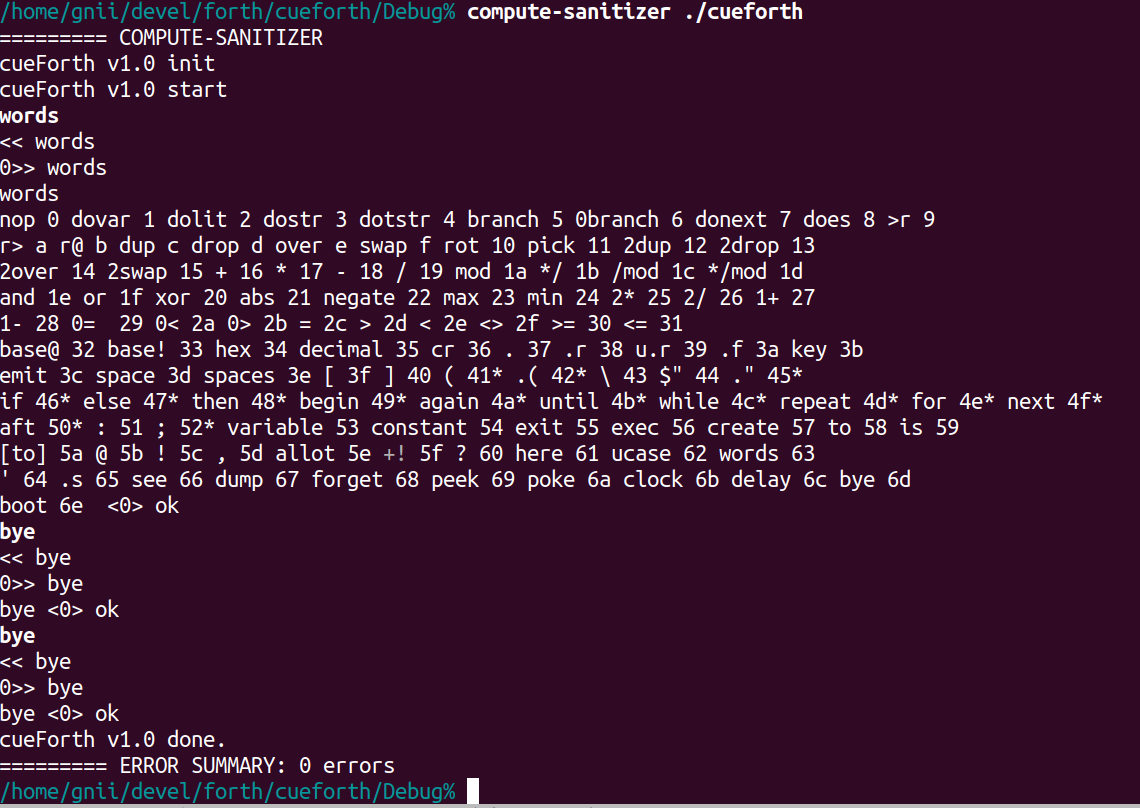 /home/gnii/devel/forth/cueforth/Debug% compute-sanitizer ./cueforth
========= COMPUTE-SANITIZER
cueForth v1.0 init
cueForth v1.0 start
words
<< words
0>> words
words
nop 0 dovar 1 dolit 2 dostr 3 dotstr 4 branch 5 0branch 6 donext 7 does 8 >r 9
r> a r@ b dup c drop d over e swap f rot 10 pick 11 2dup 12 2drop 13
2over 14 2swap 15 + 16 * 17 - 18 / 19 mod 1a */ 1b /mod 1c */mod 1d
and 1e or 1f xor 20 abs 21 negate 22 max 23 min 24 2* 25 2/ 26 1+ 27
1- 28 0=  29 0< 2a 0> 2b = 2c > 2d < 2e <> 2f >= 30 <= 31
base@ 32 base! 33 hex 34 decimal 35 cr 36 . 37 .r 38 u.r 39 .f 3a key 3b
emit 3c space 3d spaces 3e [ 3f ] 40 ( 41* .( 42* \ 43 $" 44 ." 45*
if 46* else 47* then 48* begin 49* again 4a* until 4b* while 4c* repeat 4d* for 4e* next 4f*
aft 50* : 51 ; 52* variable 53 constant 54 exit 55 exec 56 create 57 to 58 is 59
[to] 5a @ 5b ! 5c , 5d allot 5e +! 5f ? 60 here 61 ucase 62 words 63
' 64 .s 65 see 66 dump 67 forget 68 peek 69 poke 6a clock 6b delay 6c bye 6d
boot 6e  <0> ok
bye
<< bye
0>> bye
bye <0> ok
bye
<< bye
0>> bye
bye <0> ok
cueForth v1.0 done.
========= ERROR SUMMARY: 0 errors
/home/gnii/devel/forth/cueforth/Debug%